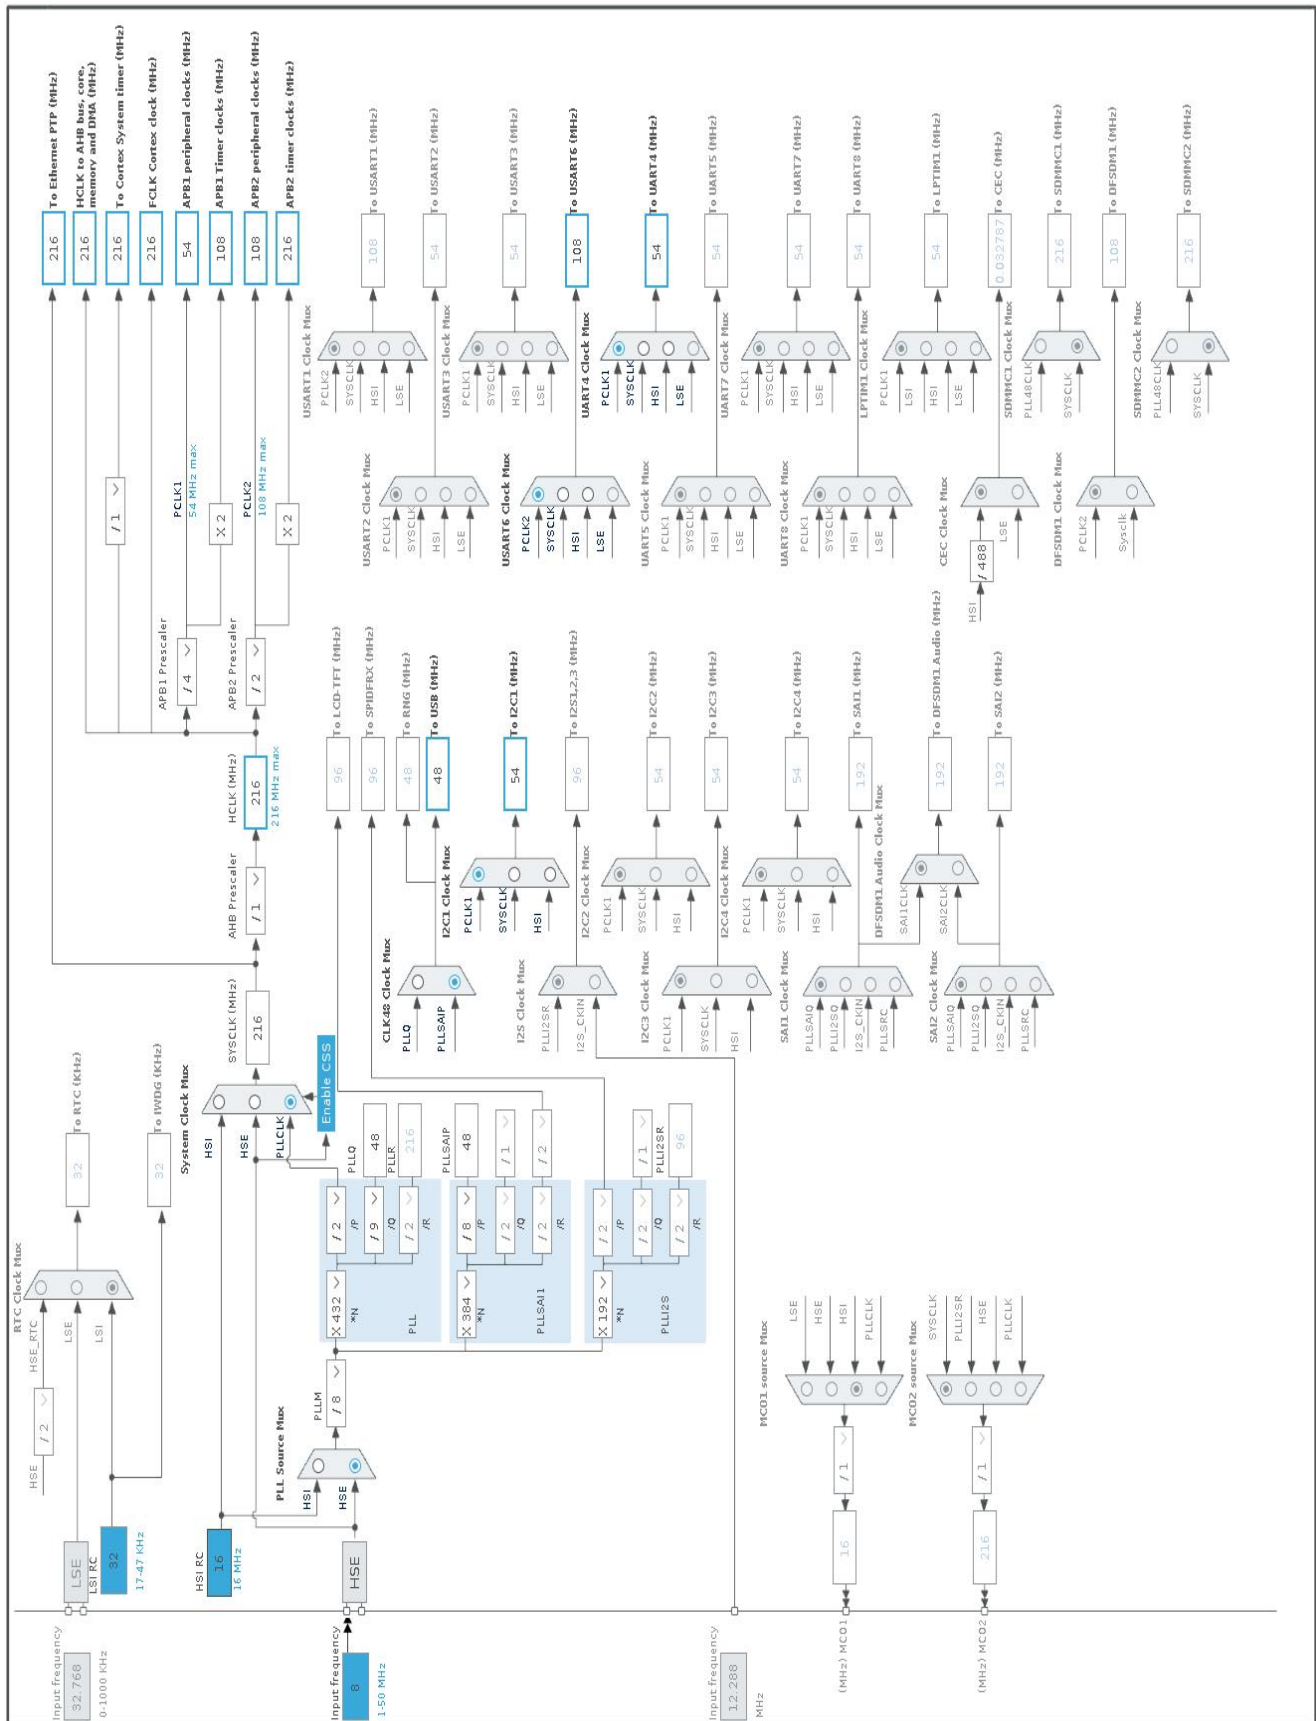 Input frequency
32.768
0-1000 KHz
LSE
LSI RC
32
17-47 KHz
HSE
/ 2
HSE_RTC
LSE
LSI
RTC Clock Mux
32
To RTC (KHz)
32
To IWDG (KHz)
HSI RC
16
16 MHz
Input frequency
8
1-50 MHz
HSE
PLL Source Mux
HSI
HSE
PLLM
/ 8
System Clock Mux
HSI
HSE
PLLCLK
Enable CSS
SYSCLK (MHz)
216
AHB Prescaler
/ 1
HCLK (MHz)
216
216 MHz max
APB1 Prescaler
/ 4
APB2 Prescaler
/ 2
/ 1
PCLK1
54 MHz max
X 2
PCLK2
108 MHz max
X 2
216
To Ethernet PTP (MHz)
216
HCLK to AHB bus, core,
memory and DMA (MHz)
216
To Cortex System timer (MHz)
216
FCLK Cortex clock (MHz)
54
APB1 peripheral clocks (MHz)
108
APB1 Timer clocks (MHz)
108
APB2 peripheral clocks (MHz)
216
APB2 timer clocks (MHz)
X 432
*N
PLL
/ 2
/P
/ 9
/Q
/ 2
/R
PLLQ
48
PLLR
216
X 384
*N
PLLSAI1
/ 8
/P
/ 2
/Q
/ 2
/R
PLLSAIP
48
/ 1
/ 2
X 192
*N
PLLI2S
/ 2
/P
/ 2
/Q
/ 2
/R
/ 1
PLLI2SR
96
96
To LCD-TFT (MHz)
96
To SPIDFRX (MHz)
48
To RNG (MHz)
48
To USB (MHz)
CLK48 Clock Mux
PLLQ
PLLSAIP
I2C1 Clock Mux
PCLK1
SYSCLK
HSI
54
To I2C1 (MHz)
I2S Clock Mux
PLLI2SR
I2S_CKIN
96
To I2S1,2,3 (MHz)
I2C2 Clock Mux
PCLK1
SYSCLK
HSI
54
To I2C2 (MHz)
I2C3 Clock Mux
PCLK1
SYSCLK
HSI
54
To I2C3 (MHz)
I2C4 Clock Mux
PCLK1
SYSCLK
HSI
54
To I2C4 (MHz)
SAI1 Clock Mux
PLLSAIQ
PLLI2SQ
I2S_CKIN
PLLSRC
192
To SAI1 (MHz)
DFSDM1 Audio Clock Mux
SAI1CLK
SAI2CLK
192
To DFSDM1 Audio (MHz)
SAI2 Clock Mux
PLLSAIQ
PLLI2SQ
I2S_CKIN
PLLSRC
192
To SAI2 (MHz)
USART1 Clock Mux
PCLK2
SYSCLK
HSI
LSE
108
To USART1 (MHz)
USART2 Clock Mux
PCLK1
SYSCLK
HSI
LSE
54
To USART2 (MHz)
USART3 Clock Mux
PCLK1
SYSCLK
HSI
LSE
54
To USART3 (MHz)
USART6 Clock Mux
PCLK2
SYSCLK
HSI
LSE
108
To USART6 (MHz)
UART4 Clock Mux
PCLK1
SYSCLK
HSI
LSE
54
To UART4 (MHz)
UART5 Clock Mux
PCLK1
SYSCLK
HSI
LSE
54
To UART5 (MHz)
UART7 Clock Mux
PCLK1
SYSCLK
HSI
LSE
54
To UART7 (MHz)
UART8 Clock Mux
PCLK1
SYSCLK
HSI
LSE
54
To UART8 (MHz)
LPTIM1 Clock Mux
PCLK1
LSI
HSI
LSE
54
To LPTIM1 (MHz)
CEC Clock Mux
HSI
/ 488
LSE
0.032787
To CEC (MHz)
SDMMC1 Clock Mux
PLL48CLK
SYSCLK
216
To SDMMC1 (MHz)
DFSDM1 Clock Mux
PCLK2
Sysclk
108
To DFSDM1 (MHz)
SDMMC2 Clock Mux
PLL48CLK
SYSCLK
216
To SDMMC2 (MHz)
Input frequency
12.288
MHz
MCO1 source Mux
LSE
HSE
HSI
PLLCLK
/ 1
16
(MHz) MCO1
MCO2 source Mux
SYSCLK
PLLI2SR
HSE
PLLCLK
/ 1
216
(MHz) MCO2